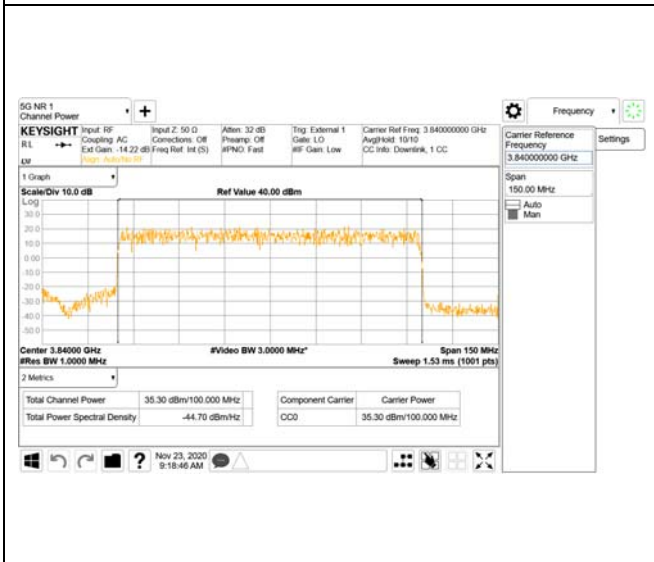 5G NR 1
Channel Power
Frequency
KEYSIGHT
RL
Input: RF
Coupling: AC
Ext Gain: -14.22 dB
Align: Auto/No RF
Input Z: 50 Ω
Corrections: Off
Freq Ref: Int (S)
Atten: 32 dB
Preamp: Off
#PNO: Fast
Trig: External 1
Gate: LO
#IF Gain: Low
Carrier Ref Freq: 3.840000000 GHz
Avg|Hold: 10/10
CC Info: Downlink, 1 CC
Carrier Reference
Frequency
3.840000000 GHz
Settings
Span
150.00 MHz
Auto
Man
1 Graph
Scale/Div 10.0 dB
Ref Value 40.00 dBm
Log
30.0
20.0
10.0
0.00
-10.0
-20.0
-30.0
-40.0
-50.0
Center 3.84000 GHz
#Video BW 3.0000 MHz*
Span 150 MHz
#Res BW 1.0000 MHz
Sweep 1.53 ms (1001 pts)
2 Metrics
Total Channel Power 35.30 dBm/100.000 MHz
Total Power Spectral Density -44.70 dBm/Hz
Component Carrier Carrier Power
CC0 35.30 dBm/100.000 MHz
Nov 23, 2020
9:18:46 AM